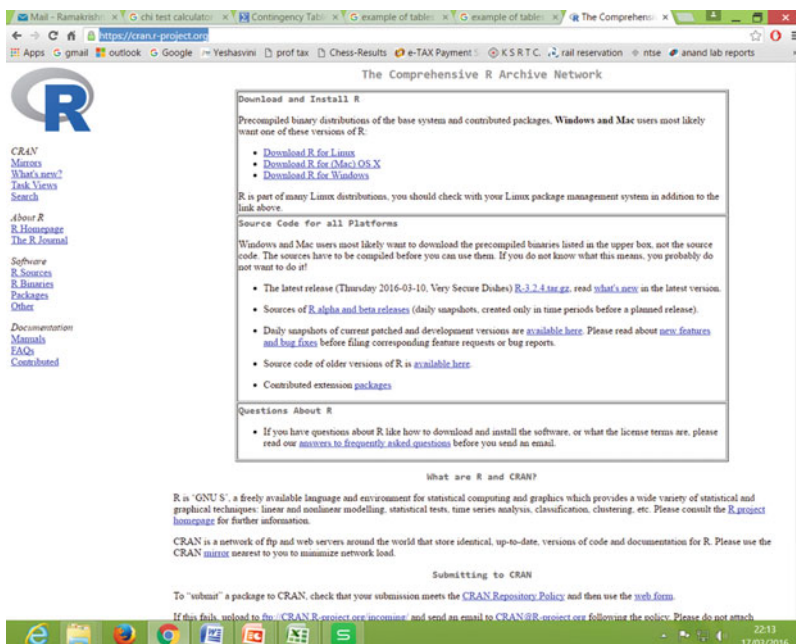 Mail - Ramakrishn
chi test calculator
Contingency Tabl
example of tables
example of tables
The Comprehens
https://cran.r-project.org
Apps gmail outlook Google Yeshasvini prof tax Chess-Results e-TAX Payment S K S R T C. rail reservation ntse anand lab reports
The Comprehensive R Archive Network
R
CRAN
Mirrors
What's new?
Task Views
Search
About R
R Homepage
The R Journal
Software
R Sources
R Binaries
Packages
Other
Documentation
Manuals
FAQs
Contributed
Download and Install R
Precompiled binary distributions of the base system and contributed packages, Windows and Mac users most likely
want one of these versions of R:
• Download R for Linux
• Download R for (Mac) OS X
• Download R for Windows
R is part of many Linux distributions, you should check with your Linux package management system in addition to the
link above.
Source Code for all Platforms
Windows and Mac users most likely want to download the precompiled binaries listed in the upper box, not the source
code. The sources have to be compiled before you can use them. If you do not know what this means, you probably do
not want to do it!
• The latest release (Thursday 2016-03-10, Very Secure Dishes) R-3.2.4.tar.gz, read what's new in the latest version.
• Sources of R alpha and beta releases (daily snapshots, created only in time periods before a planned release).
• Daily snapshots of current patched and development versions are available here. Please read about new features
and bug fixes before filing corresponding feature requests or bug reports.
• Source code of older versions of R is available here.
• Contributed extension packages
Questions About R
• If you have questions about R like how to download and install the software, or what the license terms are, please
read our answers to frequently asked questions before you send an email.
What are R and CRAN?
R is 'GNU S', a freely available language and environment for statistical computing and graphics which provides a wide variety of statistical and
graphical techniques: linear and nonlinear modelling, statistical tests, time series analysis, classification, clustering, etc. Please consult the R project
homepage for further information.
CRAN is a network of ftp and web servers around the world that store identical, up-to-date, versions of code and documentation for R. Please use the
CRAN mirror nearest to you to minimize network load.
Submitting to CRAN
To "submit" a package to CRAN, check that your submission meets the CRAN Repository Policy and then use the web form.
If this fails, upload to ftp://CRAN.R-project.org/incoming/ and send an email to CRAN@R-project.org following the policy. Please do not attach
22:13
17/03/2016